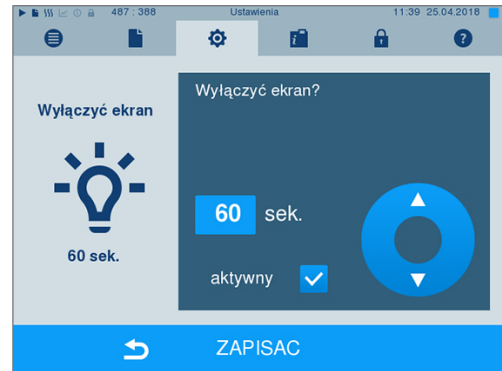 487 : 388 Ustawienia 11:39 25.04.2018
Wyłączyć ekran
60 sek.
Wyłączyć ekran?
60 sek.
aktywny
ZAPISAC